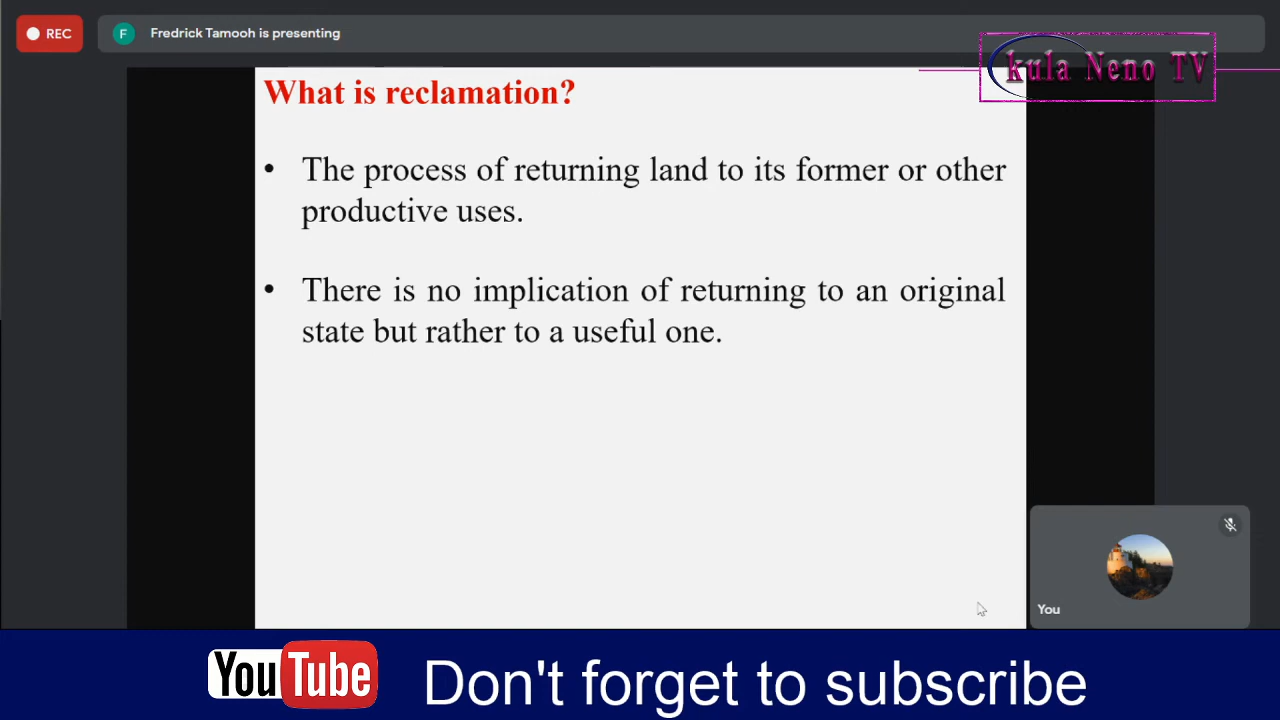 REC
F
Fredrick Tamooh is presenting
kula Neno TV
What is reclamation?
• The process of returning land to its former or other
productive uses.
• There is no implication of returning to an original
state but rather to a useful one.
You
YouTube
Don't forget to subscribe